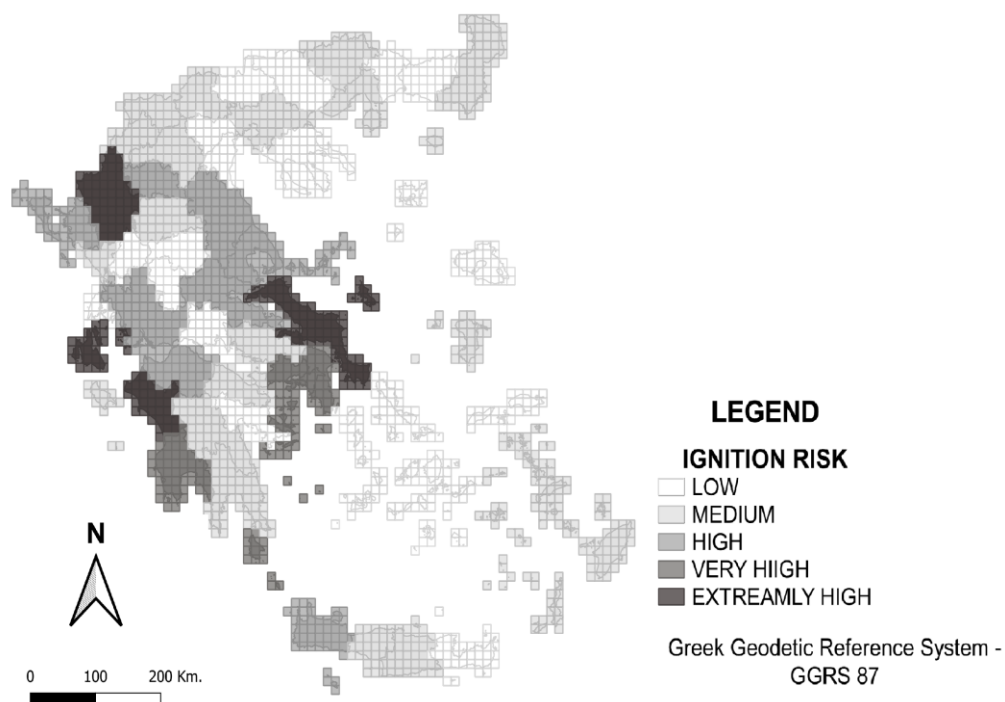 LEGEND
IGNITION RISK
LOW
MEDIUM
HIGH
VERY HIIGH
EXTREAMLY HIGH
N
0 100 200 Km.
Greek Geodetic Reference System -
GGRS 87